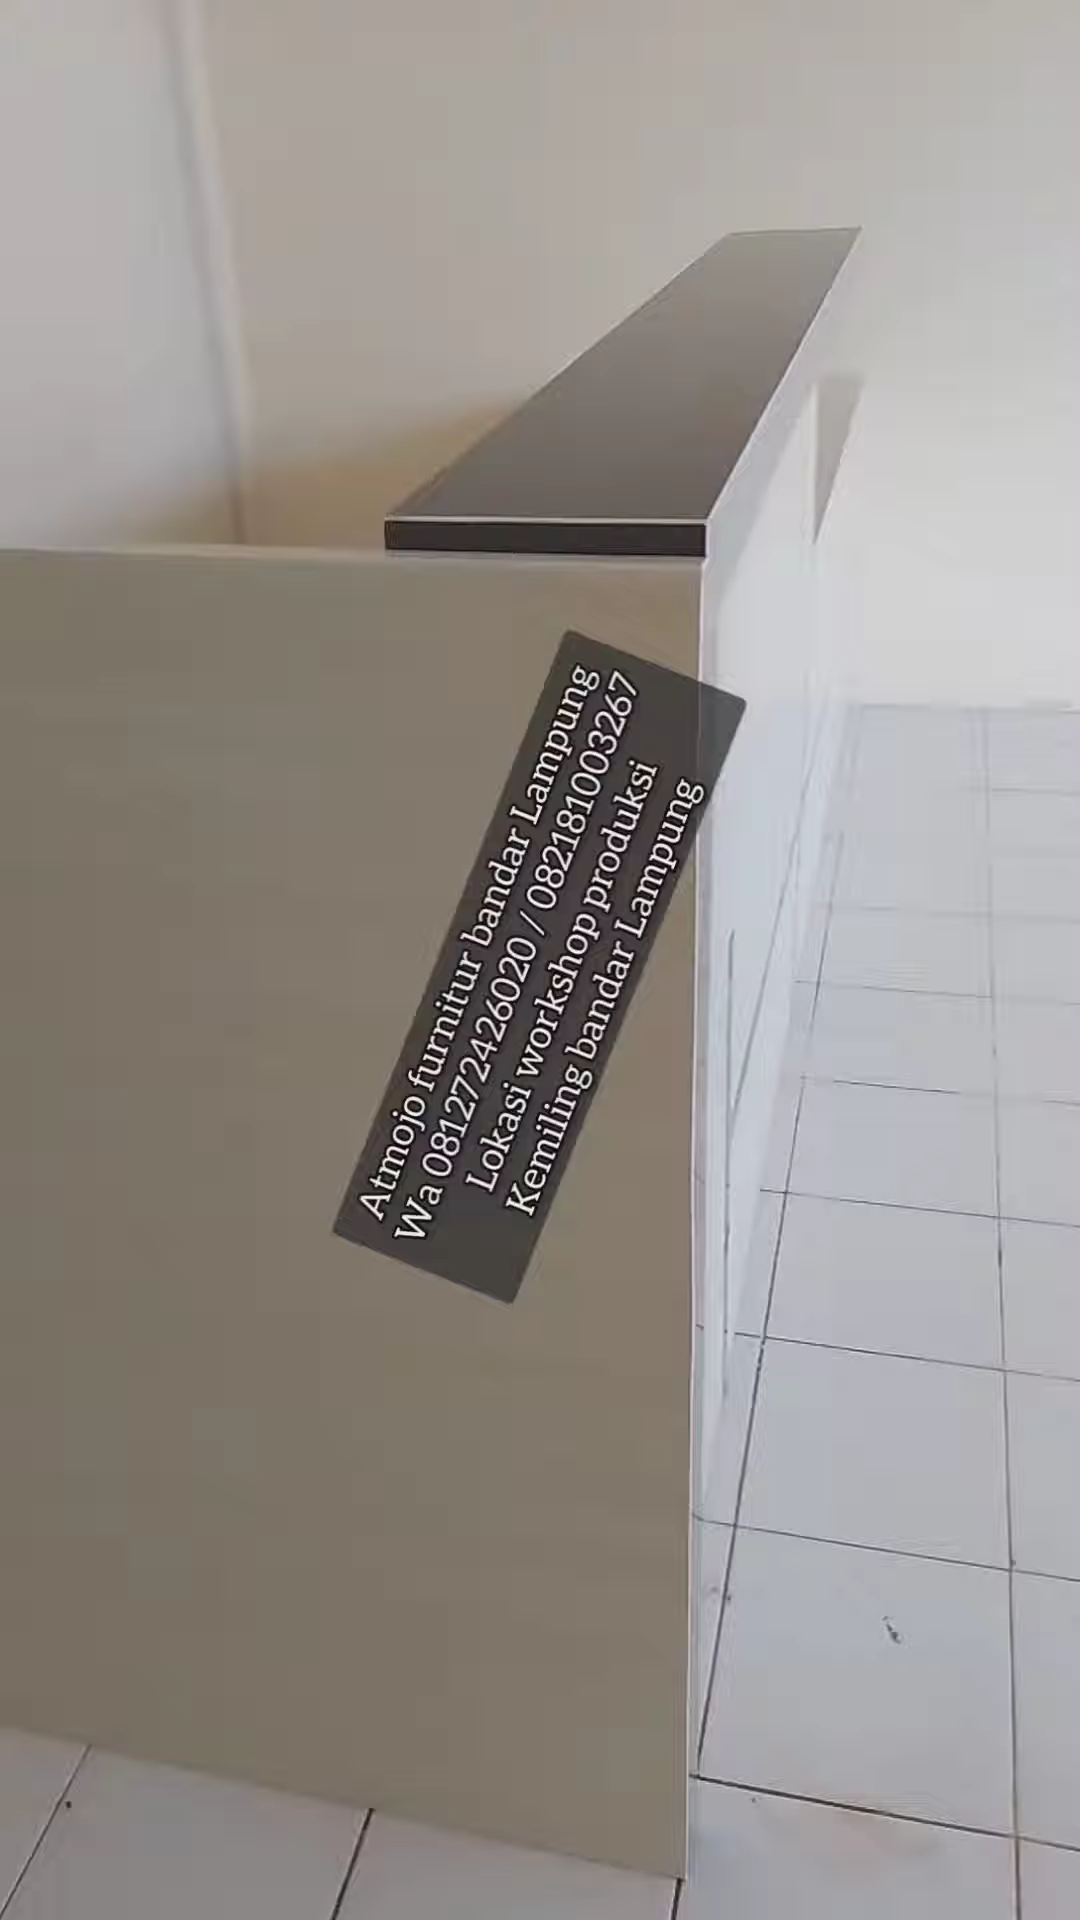 Atmojo furnitur bandar Lampung
Wa 081272426020 / 082181003267
Lokasi workshop produksi
Kemiling bandar Lampung